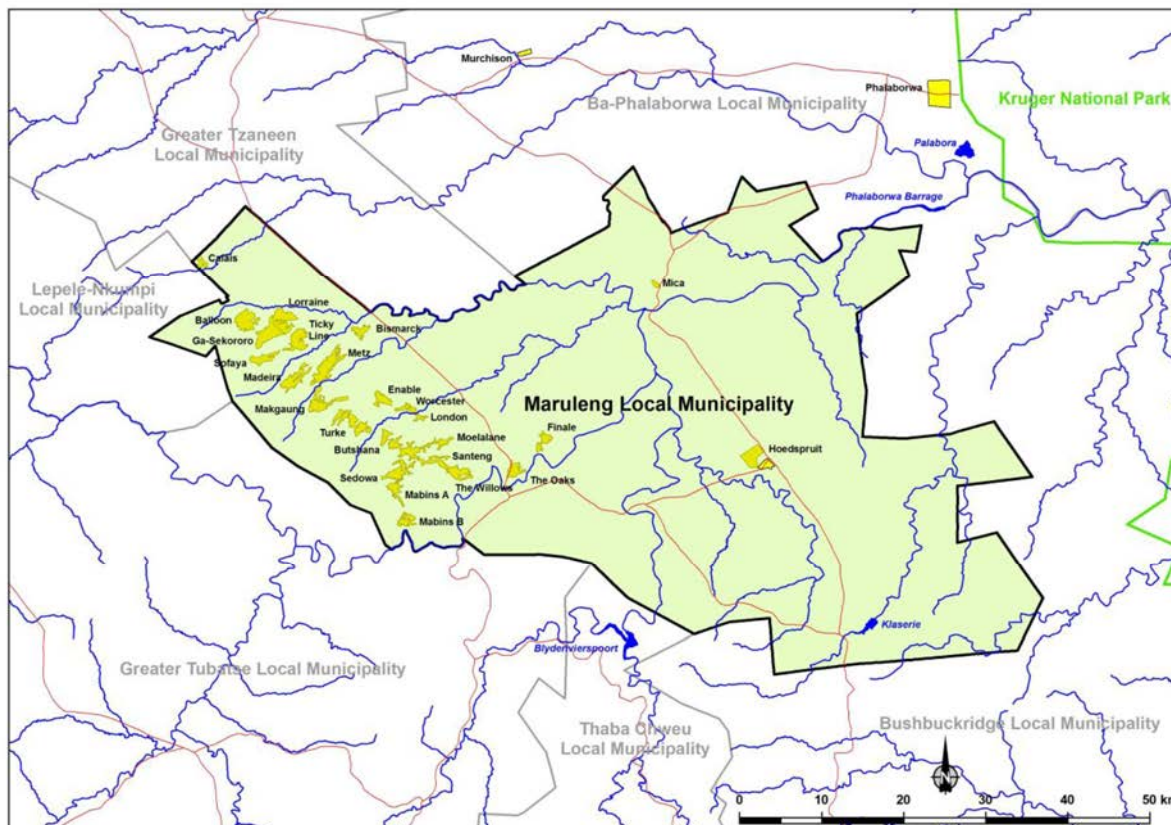 Murchison
Phalaborwa
Ba-Phalaborwa Local Municipality
Kruger National Park
Greater Tzaneen
Local Municipality
Palabora
Phalaborwa Barrage
Calais
Lepele-Nkumpi
Local Municipality
Mica
Lorraine
Balloon
Ticky
Line
Bismarck
Ga-Sekororo
Sofaya
Metz
Madeira
Enable
Worcester
Makgaung
London
Maruleng Local Municipality
Turke
Finale
Butshana
Moelalane
Santeng
Hoedspruit
Sedowa
The Willows
The Oaks
Mabins A
Mabins B
Klaserie
Blydenvierspoort
Greater Tubatse Local Municipality
Thaba Chweu
Local Municipality
Bushbuckridge Local Municipality
N
0 10 20 30 40 50 km